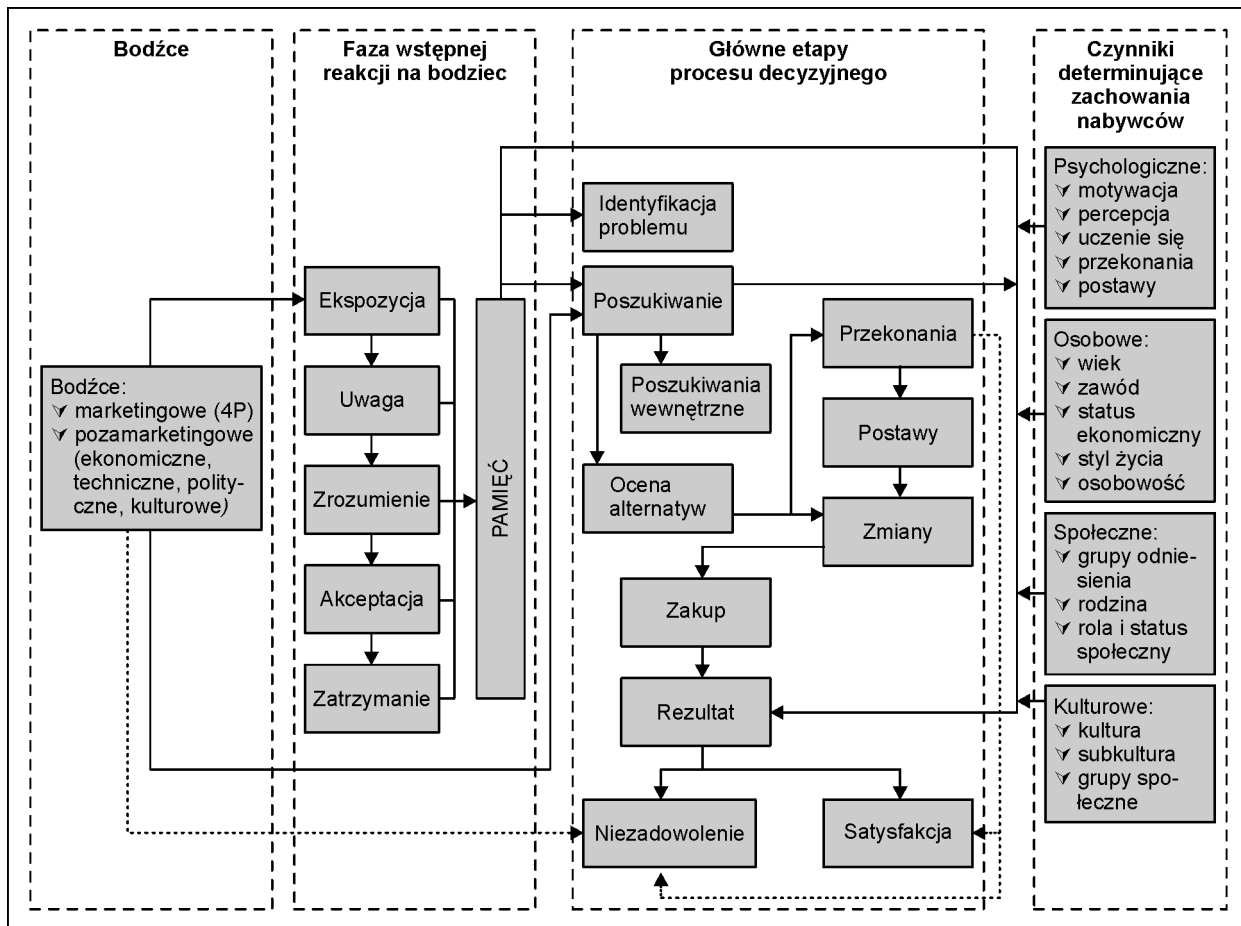 Bodźce
Faza wstępnej
reakcji na bodziec
Główne etapy
procesu decyzyjnego
Czynniki
determinujące
zachowania
nabywców
Bodźce:
marketingowe (4P)
pozamarketingowe
(ekonomiczne,
techniczne, polity-
czne, kulturowe)
Ekspozycja
Uwaga
Zrozumienie
Akceptacja
Zatrzymanie
PAMIĘĆ
Identyfikacja
problemu
Poszukiwanie
Poszukiwania
wewnętrzne
Ocena
alternatyw
Przekonania
Postawy
Zmiany
Zakup
Rezultat
Niezadowolenie
Satysfakcja
Psychologiczne:
motywacja
percepcja
uczenie się
przekonania
postawy
Osobowe:
wiek
zawód
status
ekonomiczny
styl życia
osobowość
Społeczne:
grupy odnie-
sienia
rodzina
rola i status
społeczny
Kulturowe:
kultura
subkultura
grupy spo-
łeczne